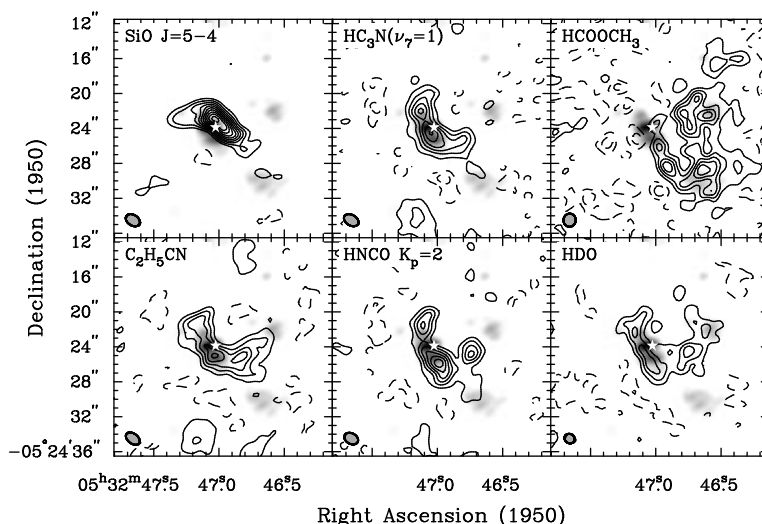 SiO J=5−4
HC₃N(ν₇=1)
HCOOCH₃
12″
16″
20″
24″
28″
32″
C₂H₅CN
HNCO Kₚ=2
HDO
12″
16″
20″
24″
28″
32″
−05°24′36″
Declination (1950)
05ʰ32ᵐ47ˢ.5 47ˢ.0 46ˢ.5
47ˢ.0 46ˢ.5
47ˢ.0 46ˢ.5
Right Ascension (1950)